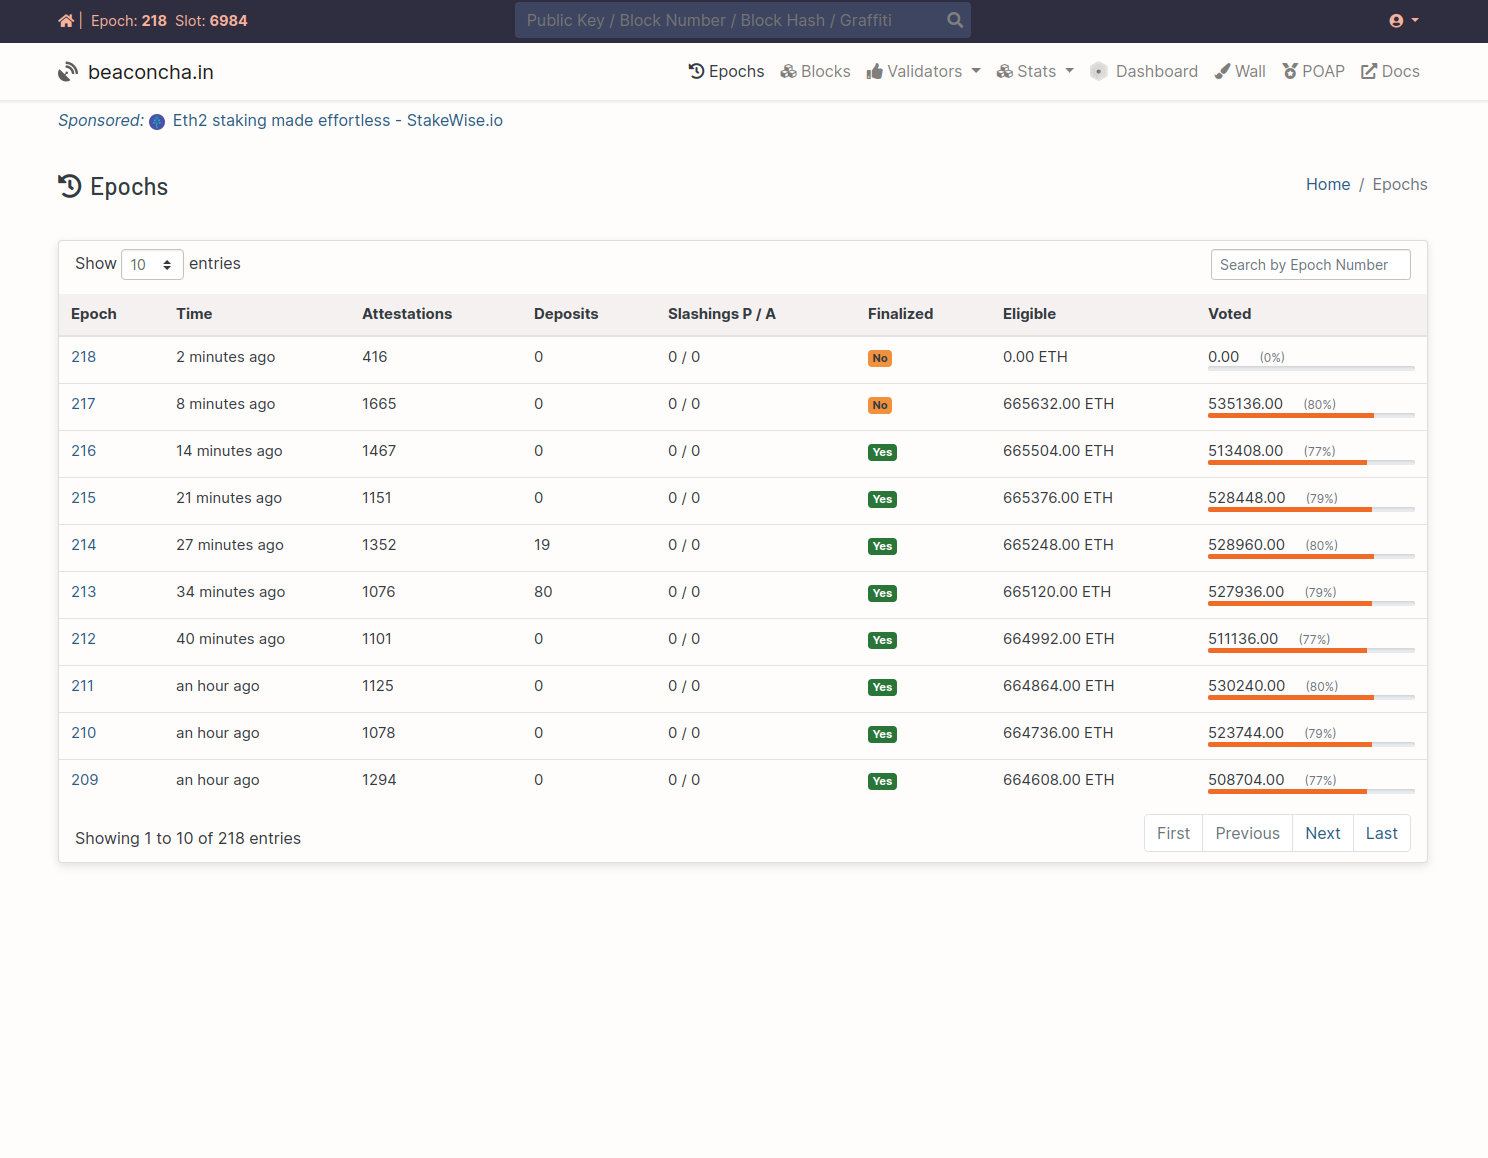 Epoch: 218 Slot: 6984
Public Key / Block Number / Block Hash / Graffiti
beaconcha.in
Epochs Blocks Validators Stats Dashboard Wall POAP Docs
Sponsored: Eth2 staking made effortless - StakeWise.io
Epochs
Home / Epochs
Show 10 entries
Search by Epoch Number
Epoch Time Attestations Deposits Slashings P / A Finalized Eligible Voted
218 2 minutes ago 416 0 0 / 0 No 0.00 ETH 0.00 (0%)
217 8 minutes ago 1665 0 0 / 0 No 665632.00 ETH 535136.00 (80%)
216 14 minutes ago 1467 0 0 / 0 Yes 665504.00 ETH 513408.00 (77%)
215 21 minutes ago 1151 0 0 / 0 Yes 665376.00 ETH 528448.00 (79%)
214 27 minutes ago 1352 19 0 / 0 Yes 665248.00 ETH 528960.00 (80%)
213 34 minutes ago 1076 80 0 / 0 Yes 665120.00 ETH 527936.00 (79%)
212 40 minutes ago 1101 0 0 / 0 Yes 664992.00 ETH 511136.00 (77%)
211 an hour ago 1125 0 0 / 0 Yes 664864.00 ETH 530240.00 (80%)
210 an hour ago 1078 0 0 / 0 Yes 664736.00 ETH 523744.00 (79%)
209 an hour ago 1294 0 0 / 0 Yes 664608.00 ETH 508704.00 (77%)
Showing 1 to 10 of 218 entries
First Previous Next Last